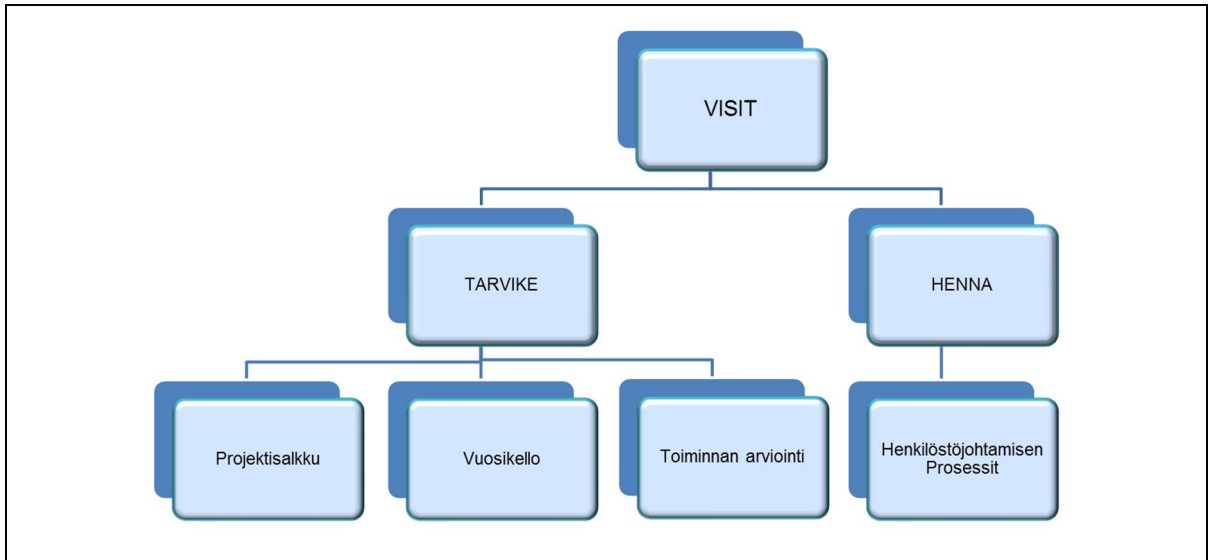 VISIT
TARVIKE
HENNA
Projektisalkku
Vuosikello
Toiminnan arviointi
Henkilöstöjohtamisen
Prosessit